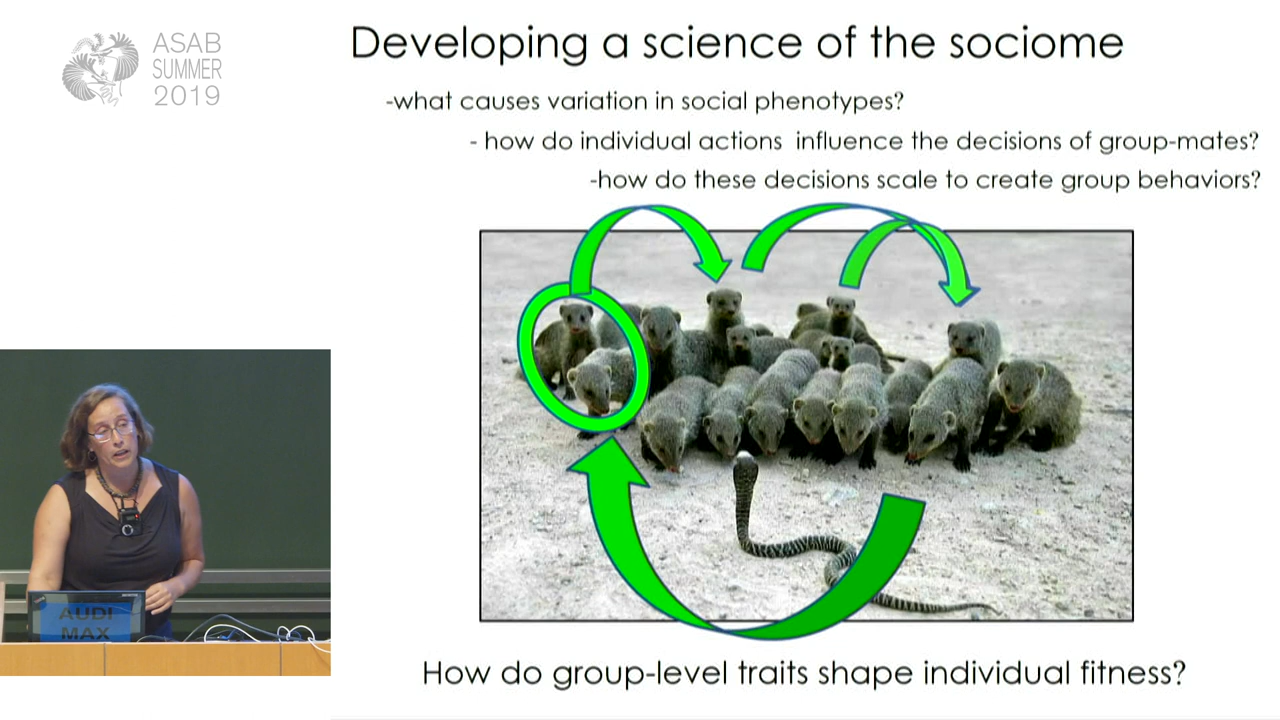 ASAB
SUMMER
2019
Developing a science of the sociome
-what causes variation in social phenotypes?
- how do individual actions  influence the decisions of group-mates?
-how do these decisions scale to create group behaviors?
AUDI
MAX
How do group-level traits shape individual fitness?